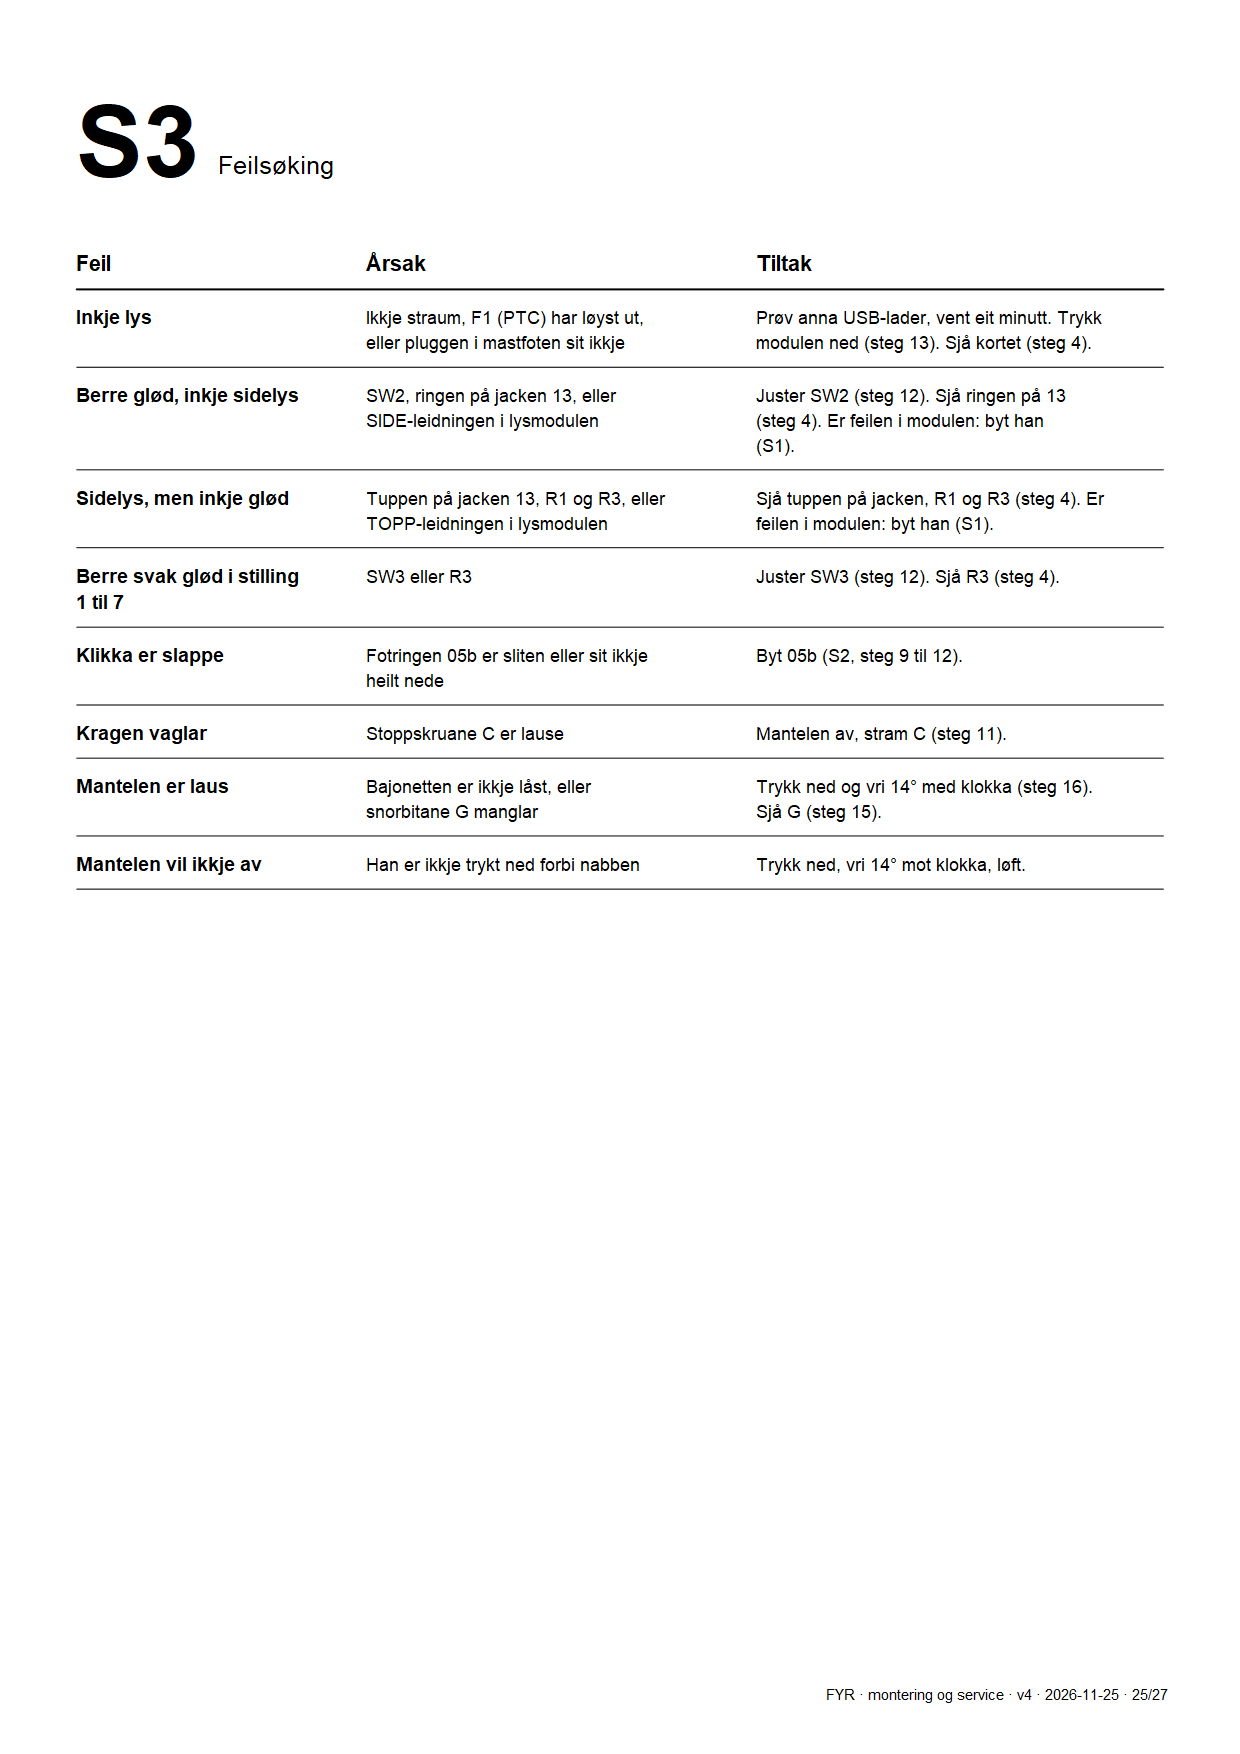 S3 Feilsøking
Feil Årsak Tiltak
Inkje lys
Ikkje straum, F1 (PTC) har løyst ut,
eller pluggen i mastfoten sit ikkje
Prøv anna USB-lader, vent eit minutt. Trykk
modulen ned (steg 13). Sjå kortet (steg 4).
Berre glød, inkje sidelys
SW2, ringen på jacken 13, eller
SIDE-leidningen i lysmodulen
Juster SW2 (steg 12). Sjå ringen på 13
(steg 4). Er feilen i modulen: byt han
(S1).
Sidelys, men inkje glød
Tuppen på jacken 13, R1 og R3, eller
TOPP-leidningen i lysmodulen
Sjå tuppen på jacken, R1 og R3 (steg 4). Er
feilen i modulen: byt han (S1).
Berre svak glød i stilling
1 til 7
SW3 eller R3
Juster SW3 (steg 12). Sjå R3 (steg 4).
Klikka er slappe
Fotringen 05b er sliten eller sit ikkje
heilt nede
Byt 05b (S2, steg 9 til 12).
Kragen vaglar
Stoppskruane C er lause
Mantelen av, stram C (steg 11).
Mantelen er laus
Bajonetten er ikkje låst, eller
snorbitane G manglar
Trykk ned og vri 14° med klokka (steg 16).
Sjå G (steg 15).
Mantelen vil ikkje av
Han er ikkje trykt ned forbi nabben
Trykk ned, vri 14° mot klokka, løft.
FYR · montering og service · v4 · 2026-11-25 · 25/27